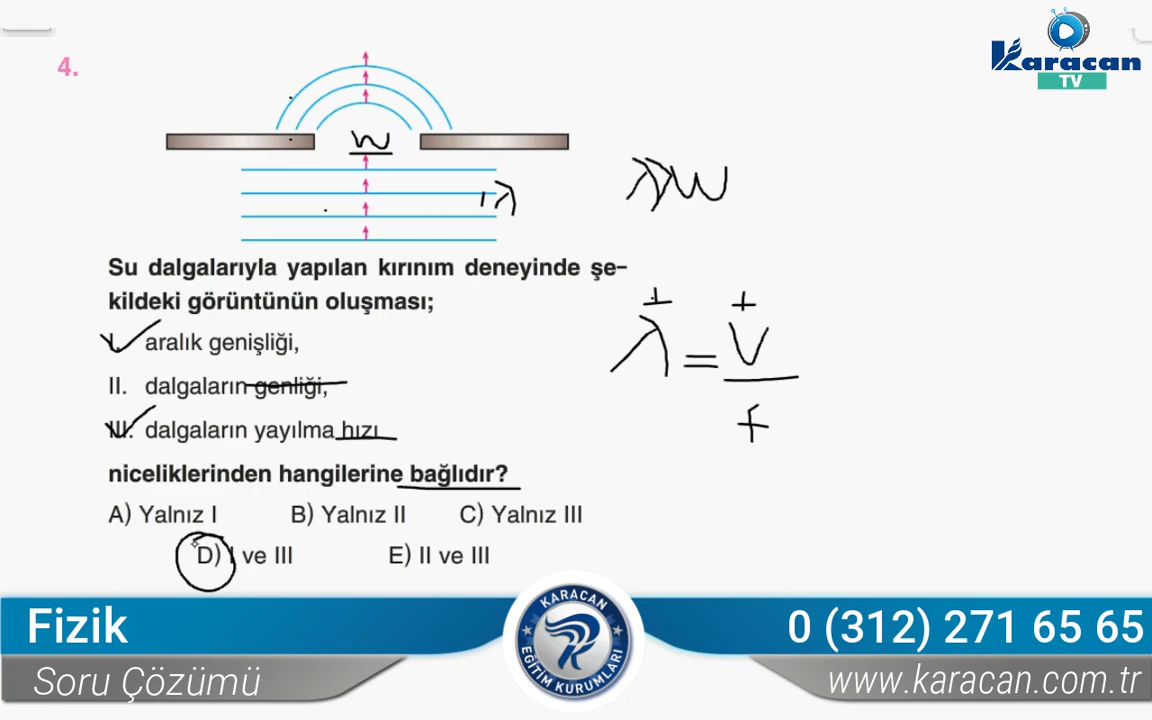 4.
Karacan
TV
w
λ
λ>>w
Su dalgalarıyla yapılan kırınım deneyinde şe-
kildeki görüntünün oluşması;
I. aralık genişliği,
II. dalgaların genliği,
III. dalgaların yayılma hızı
niceliklerinden hangilerine bağlıdır?
A) Yalnız I B) Yalnız II C) Yalnız III
D) I ve III E) II ve III
+ +
λ = v
f
Fizik
Soru Çözümü
KARACAN
EĞİTİM KURUMLARI
0 (312) 271 65 65
www.karacan.com.tr